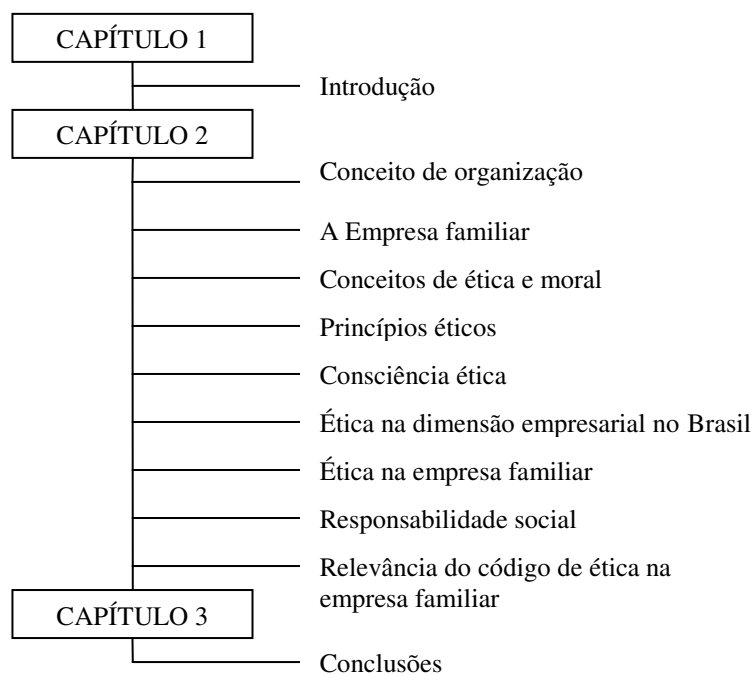 CAPÍTULO 1
Introdução
CAPÍTULO 2
Conceito de organização
A Empresa familiar
Conceitos de ética e moral
Princípios éticos
Consciência ética
Ética na dimensão empresarial no Brasil
Ética na empresa familiar
Responsabilidade social
Relevância do código de ética na
empresa familiar
CAPÍTULO 3
Conclusões